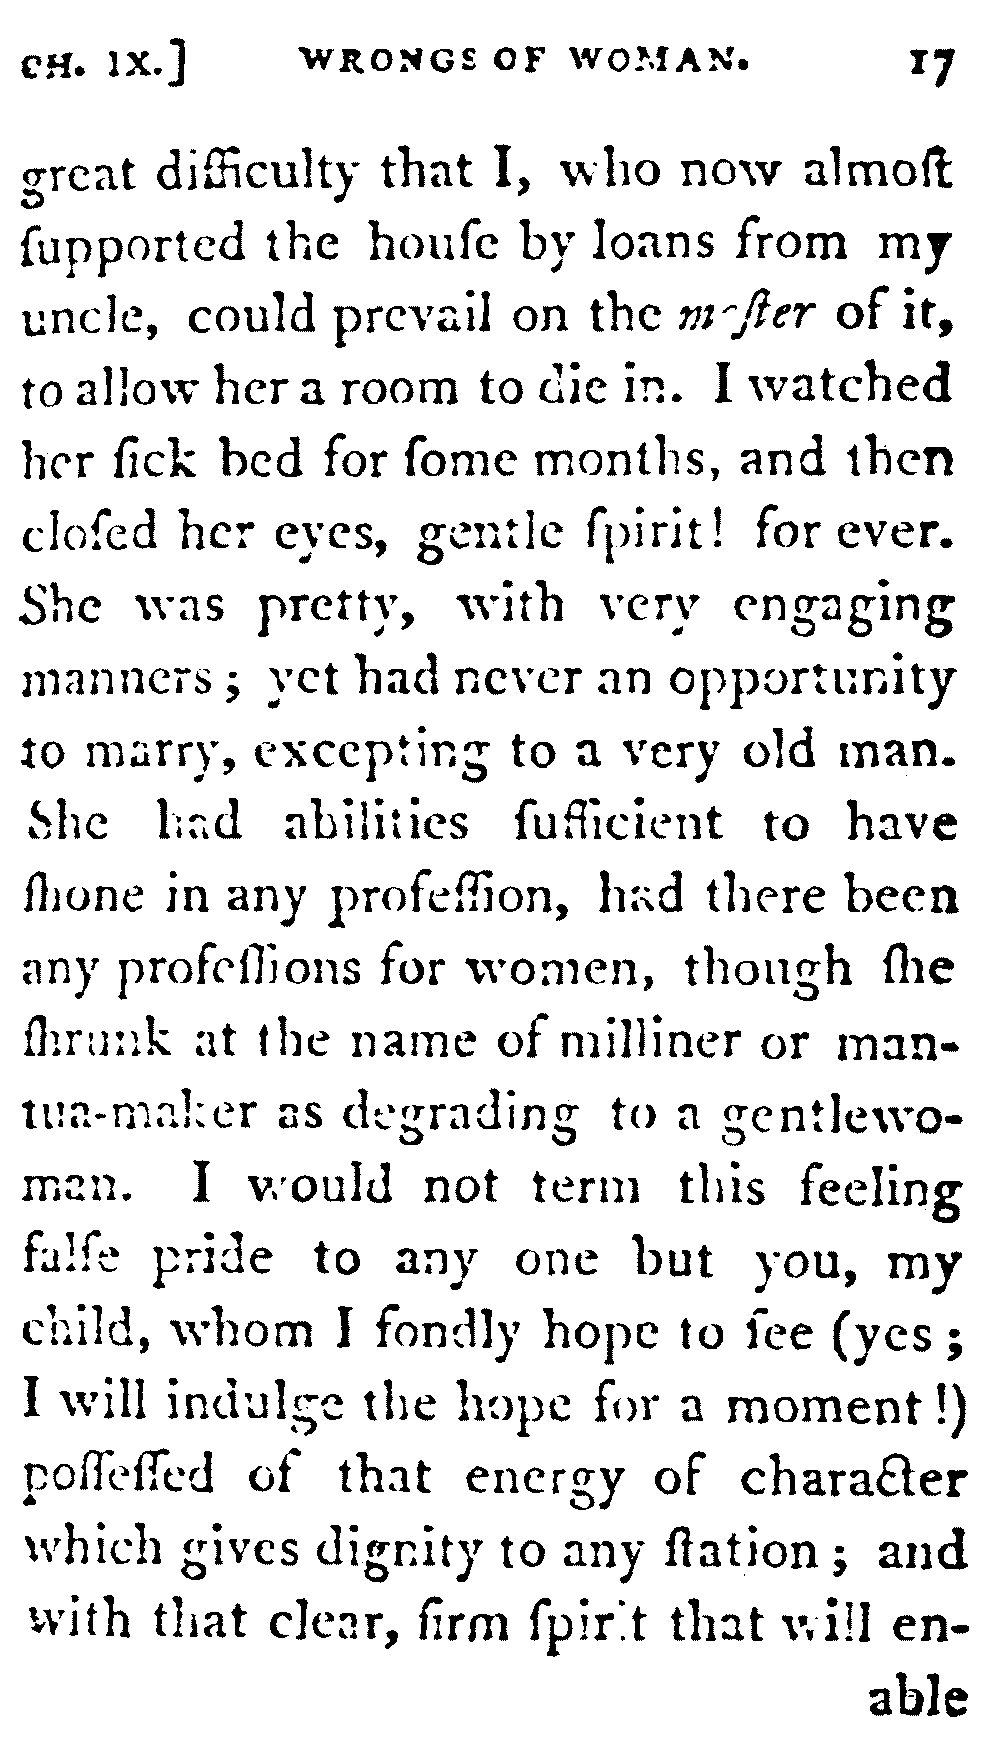 CH. IX.] WRONGS OF WOMAN. 17
great difficulty that I, who now almoſt
ſupported the houſe by loans from my
uncle, could prevail on the maſter of it,
to allow her a room to die in. I watched
her ſick bed for ſome months, and then
cloſed her eyes, gentle ſpirit! for ever.
She was pretty, with very engaging
manners; yet had never an opportunity
to marry, excepting to a very old man.
She had abilities ſufficient to have
ſhone in any profeſſion, had there been
any profeſſions for women, though ſhe
ſhrunk at the name of milliner or man-
tua-maker as degrading to a gentlewo-
man. I would not term this feeling
falſe pride to any one but you, my
child, whom I fondly hope to ſee (yes;
I will indulge the hope for a moment!)
poſſeſſed of that energy of character
which gives dignity to any ſtation; and
with that clear, firm ſpirit that will en-
able